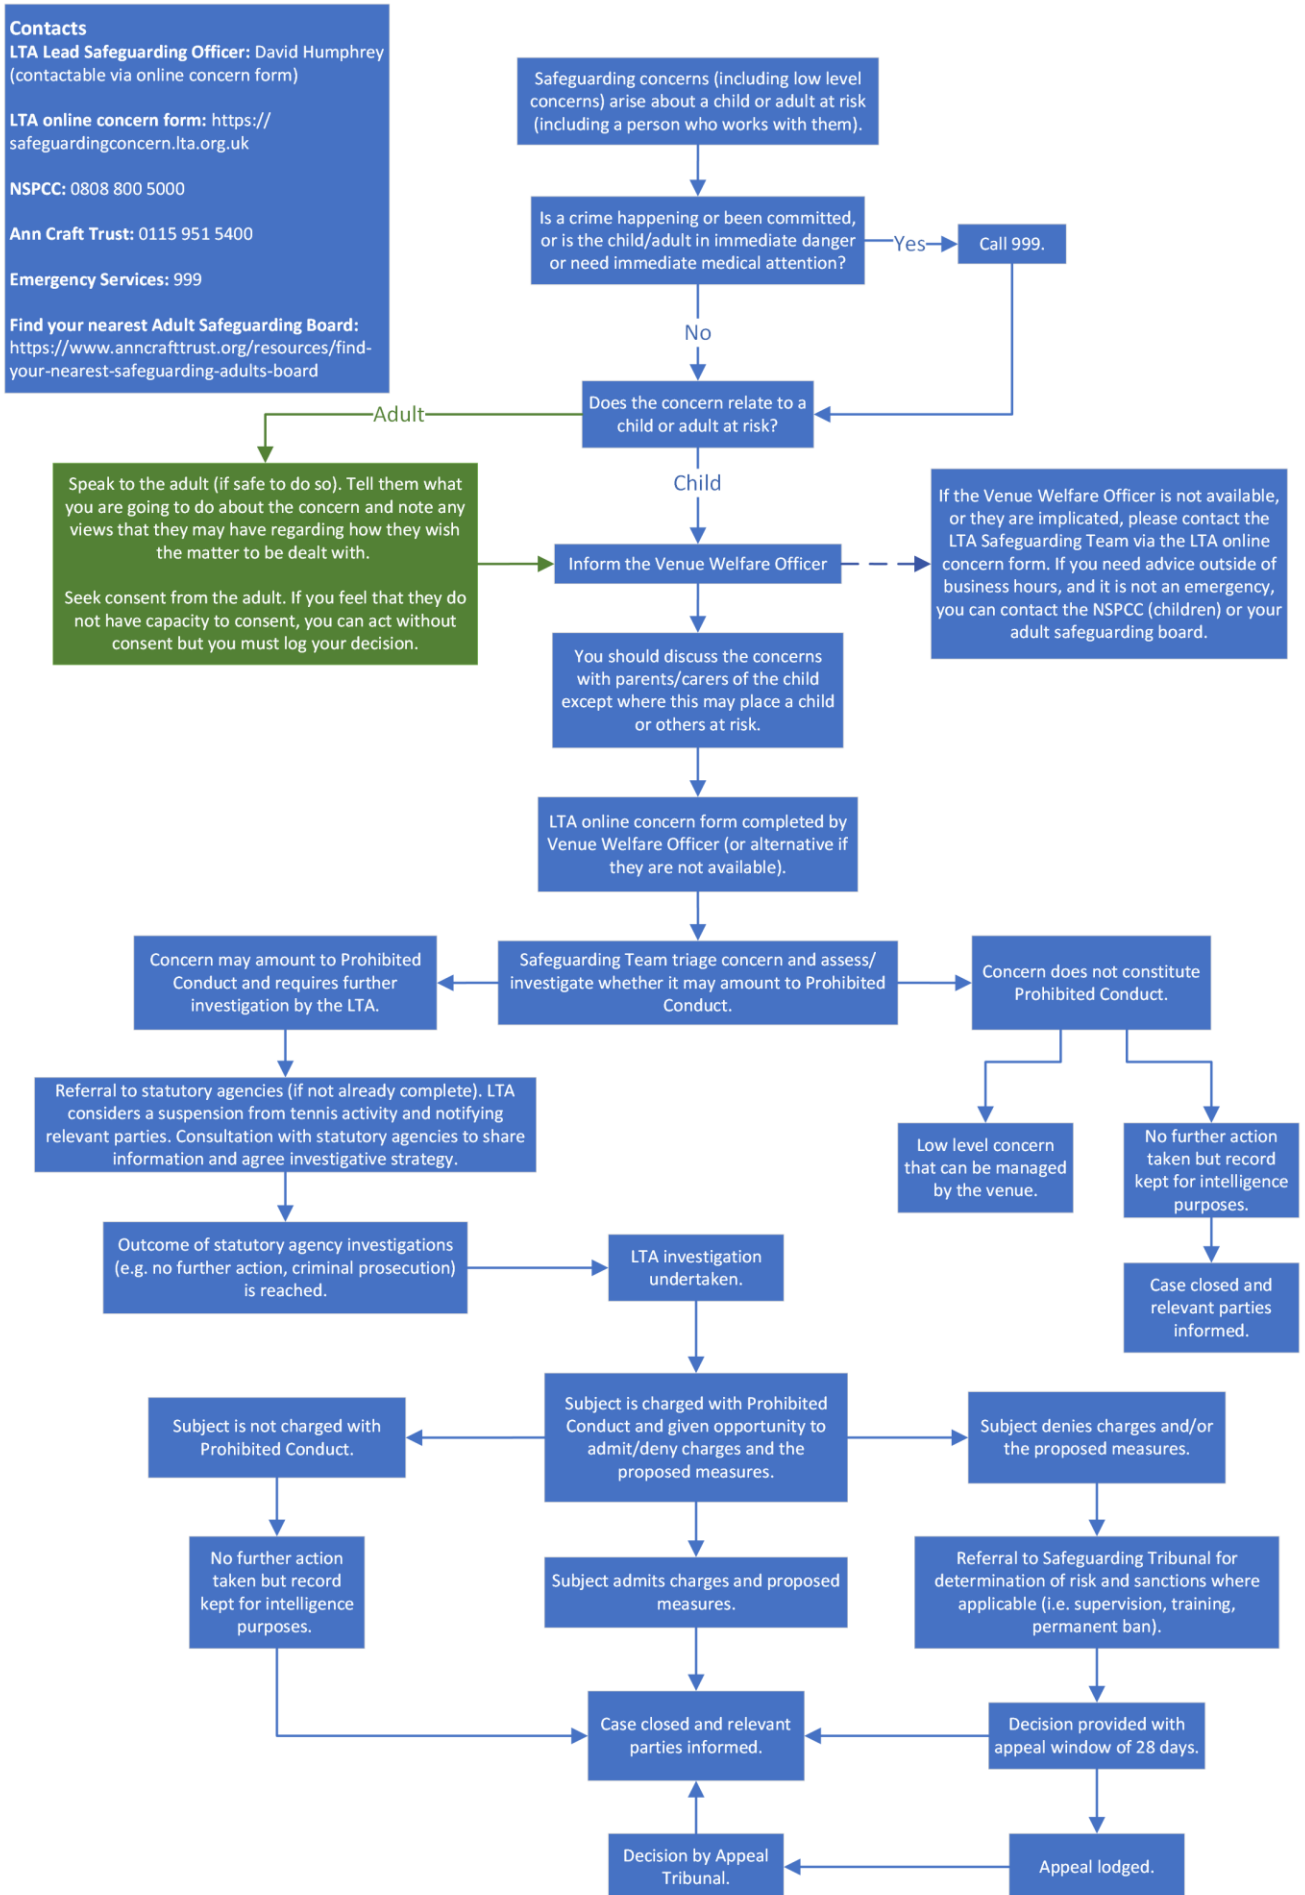 Contacts
LTA Lead Safeguarding Officer: David Humphrey
(contactable via online concern form)
LTA online concern form: https://
safeguardingconcern.lta.org.uk
NSPCC: 0808 800 5000
Ann Craft Trust: 0115 951 5400
Emergency Services: 999
Find your nearest Adult Safeguarding Board:
https://www.anncrafttrust.org/resources/find-
your-nearest-safeguarding-adults-board
Safeguarding concerns (including low level
concerns) arise about a child or adult at risk
(including a person who works with them).
Is a crime happening or been committed,
or is the child/adult in immediate danger
or need immediate medical attention?
Yes
Call 999.
No
Does the concern relate to a
child or adult at risk?
Adult
Child
Speak to the adult (if safe to do so). Tell them what
you are going to do about the concern and note any
views that they may have regarding how they wish
the matter to be dealt with.
Seek consent from the adult. If you feel that they do
not have capacity to consent, you can act without
consent but you must log your decision.
Inform the Venue Welfare Officer
If the Venue Welfare Officer is not available,
or they are implicated, please contact the
LTA Safeguarding Team via the LTA online
concern form. If you need advice outside of
business hours, and it is not an emergency,
you can contact the NSPCC (children) or your
adult safeguarding board.
You should discuss the concerns
with parents/carers of the child
except where this may place a child
or others at risk.
LTA online concern form completed by
Venue Welfare Officer (or alternative if
they are not available).
Safeguarding Team triage concern and assess/
investigate whether it may amount to Prohibited
Conduct.
Concern may amount to Prohibited
Conduct and requires further
investigation by the LTA.
Concern does not constitute
Prohibited Conduct.
Referral to statutory agencies (if not already complete). LTA
considers a suspension from tennis activity and notifying
relevant parties. Consultation with statutory agencies to share
information and agree investigative strategy.
Low level concern
that can be managed
by the venue.
No further action
taken but record
kept for intelligence
purposes.
Outcome of statutory agency investigations
(e.g. no further action, criminal prosecution)
is reached.
LTA investigation
undertaken.
Case closed and
relevant parties
informed.
Subject is not charged with
Prohibited Conduct.
Subject is charged with Prohibited
Conduct and given opportunity to
admit/deny charges and the
proposed measures.
Subject denies charges and/or
the proposed measures.
No further action
taken but record
kept for intelligence
purposes.
Subject admits charges and proposed
measures.
Referral to Safeguarding Tribunal for
determination of risk and sanctions where
applicable (i.e. supervision, training,
permanent ban).
Case closed and relevant
parties informed.
Decision provided with
appeal window of 28 days.
Decision by Appeal
Tribunal.
Appeal lodged.